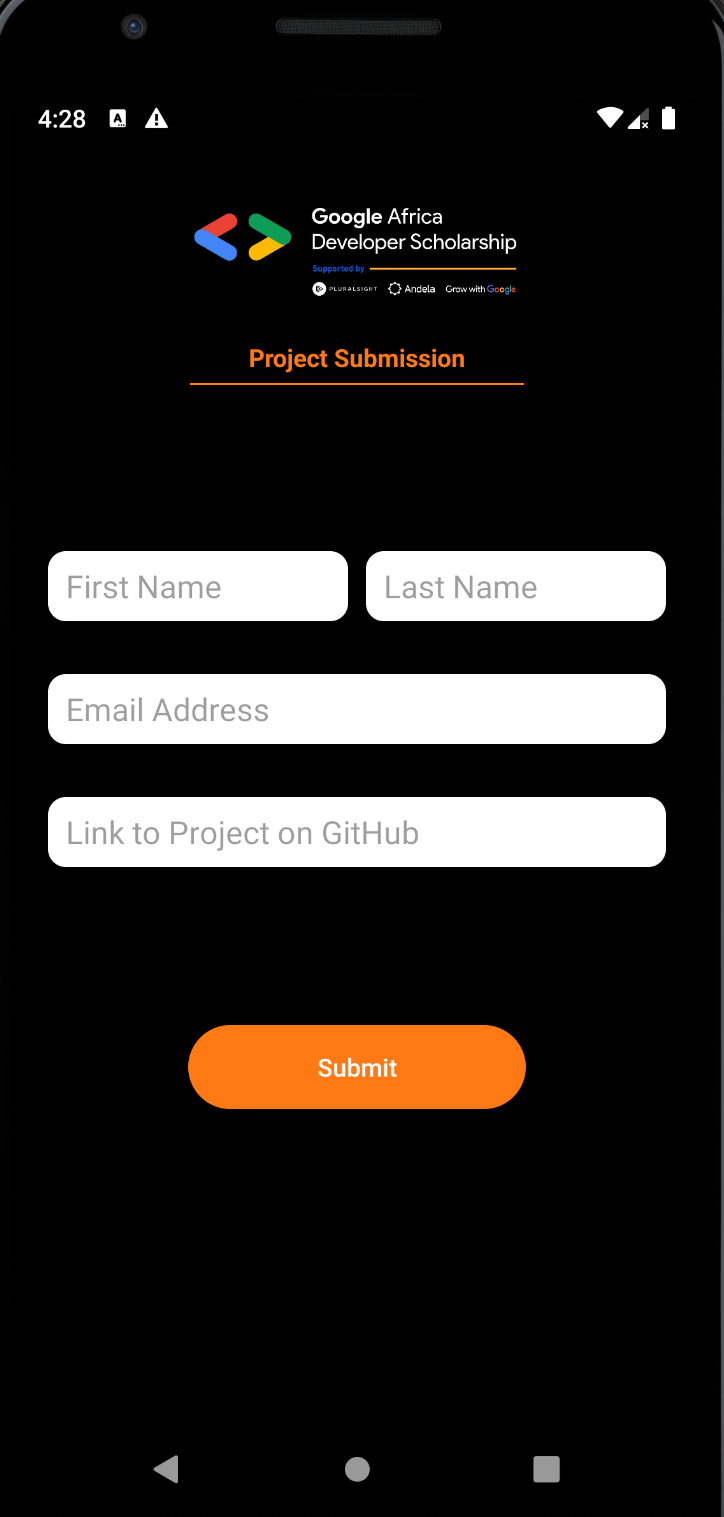 4:28
Google Africa
Developer Scholarship
Supported by
PLURALSIGHT Andela Grow with Google
Project Submission
First Name Last Name
Email Address
Link to Project on GitHub
Submit